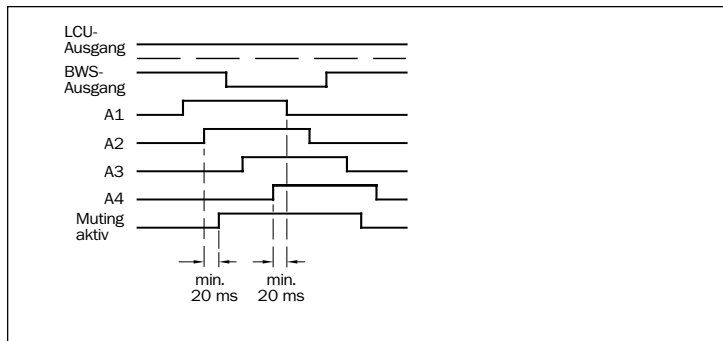 LCU-
Ausgang
BWS-
Ausgang
A1
A2
A3
A4
Muting
aktiv
min.
20 ms
min.
20 ms